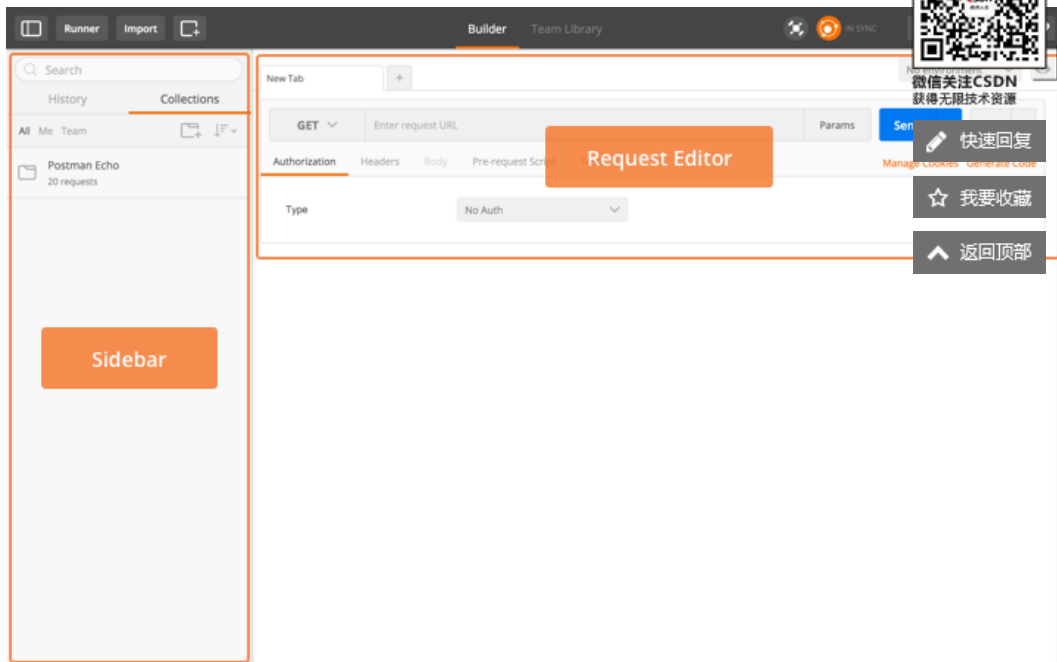 Runner Import Builder Team Library IN SYNC
Search
History Collections
All Me Team
Postman Echo
20 requests
Sidebar
New Tab +
No environment
GET Enter request URL Params
Authorization Headers Body Pre-request Script
Request Editor
Manage Cookies Generate Code
Type No Auth
CSDN
微信关注CSDN
获得无限技术资源
快速回复
我要收藏
返回顶部